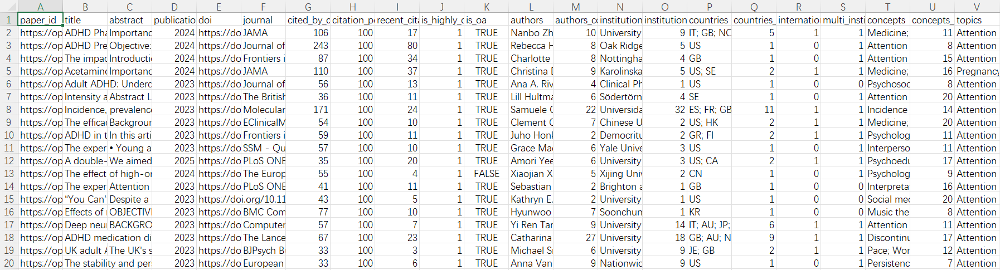 A B C D E F G H I J K L M N O P Q R S T U V
1 paper_id title abstract publicatio doi journal cited_by_c citation_pe recent_cita is_highly_c is_oa authors authors_co institution institution countries countries_ internatio multi_insti concepts concepts_ topics
2 https://op ADHD Pha Importanc 2024 https://do JAMA 106 100 17 1 TRUE Nanbo Zh 10 University 9 IT; GB; NO 5 1 1 Medicine; 11 Attention
3 https://op ADHD Pre Objective: 2024 https://do Journal of 243 100 80 1 TRUE Rebecca H 8 Oak Ridge 5 US 1 0 1 Attention 8 Attention
4 https://op The impac Introducti 2024 https://do Frontiers i 87 100 34 1 TRUE Charlotte 8 Nottingha 4 GB 1 0 1 Attention 15 Attention
5 https://op Acetamino Importanc 2024 https://do JAMA 110 100 37 1 TRUE Christina D 9 Karolinska 5 US; SE 2 1 1 Medicine; 16 Pregnancy
6 https://op Adult ADHD: Underd 2023 https://do Journal of 56 100 13 1 TRUE Ana A. Riv 4 Clinical Ph 1 US 1 0 0 Psychosoc 8 Attention
7 https://op Intensity a Abstract L 2023 https://do The British 36 100 11 1 TRUE Lill Hultma 6 Södertörn 4 SE 1 0 1 Attention 20 Attention
8 https://op Incidence, prevalence 2023 https://do Molecular 171 100 24 1 TRUE Samuele C 22 Universida 32 ES; FR; GB 11 1 1 Incidence 14 Attention
9 https://op The effica Backgroun 2023 https://do EClinicalM 54 100 10 1 TRUE Clement C 7 Chinese U 2 US; HK 2 1 1 Medicine; 20 Attention
10 https://op ADHD in t In this arti 2023 https://do Frontiers i 59 100 11 1 TRUE Juho Honk 2 Democritu 2 GR; FI 2 1 1 Psycholog 11 Attention
11 https://op The exper • Young a 2023 https://do SSM - Qu 57 100 10 1 TRUE Grace Mac 6 Yale Unive 3 US 1 0 1 Interperso 11 Attention
12 https://op A double- We aimed 2025 https://do PLoS ONE 35 100 20 1 TRUE Amori Yee 6 University 3 US; CA 2 1 1 Psychoedu 17 Attention
13 https://op The effect of high-or 2024 https://do The Europ 55 100 4 1 FALSE Xiaojian X 5 Xijing Univ 2 CN 1 0 1 Psycholog 9 Attention
14 https://op The exper Attention 2023 https://do PLoS ONE 41 100 11 1 TRUE Sebastian 2 Brighton a 1 GB 1 0 0 Interpreta 16 Attention
15 https://op “You Can' Despite a 2023 https://doi.org/10.11 43 100 5 1 TRUE Kathryn E. 2 University 1 US 1 0 0 Social med 20 Attention
16 https://op Effects of OBJECTIV 2023 https://do BMC Com 77 100 10 1 TRUE Hyunwoo 7 Soonchun 1 KR 1 0 0 Music the 8 Attention
17 https://op Deep neu BACKGRO 2023 https://do Computer 57 100 7 1 TRUE Yi Ren Tan 9 University 14 IT; AU; JP; 6 1 1 Attention 11 Attention
18 https://op ADHD medication di 2023 https://do The Lance 67 100 23 1 TRUE Catharina 27 University 18 GB; AU; N 9 1 1 Discontinu 17 Attention
19 https://op UK adult A The UK's s 2023 https://do BJPsych Bu 33 100 3 1 TRUE Michael Sm 6 University 9 JE; GB 2 1 1 Pace; Wor 12 Attention
20 https://op The stability and per 2023 https://do European 33 100 6 1 TRUE Anna Van 9 Nationwid 9 US 1 0 1 Persistenc 7 Attention